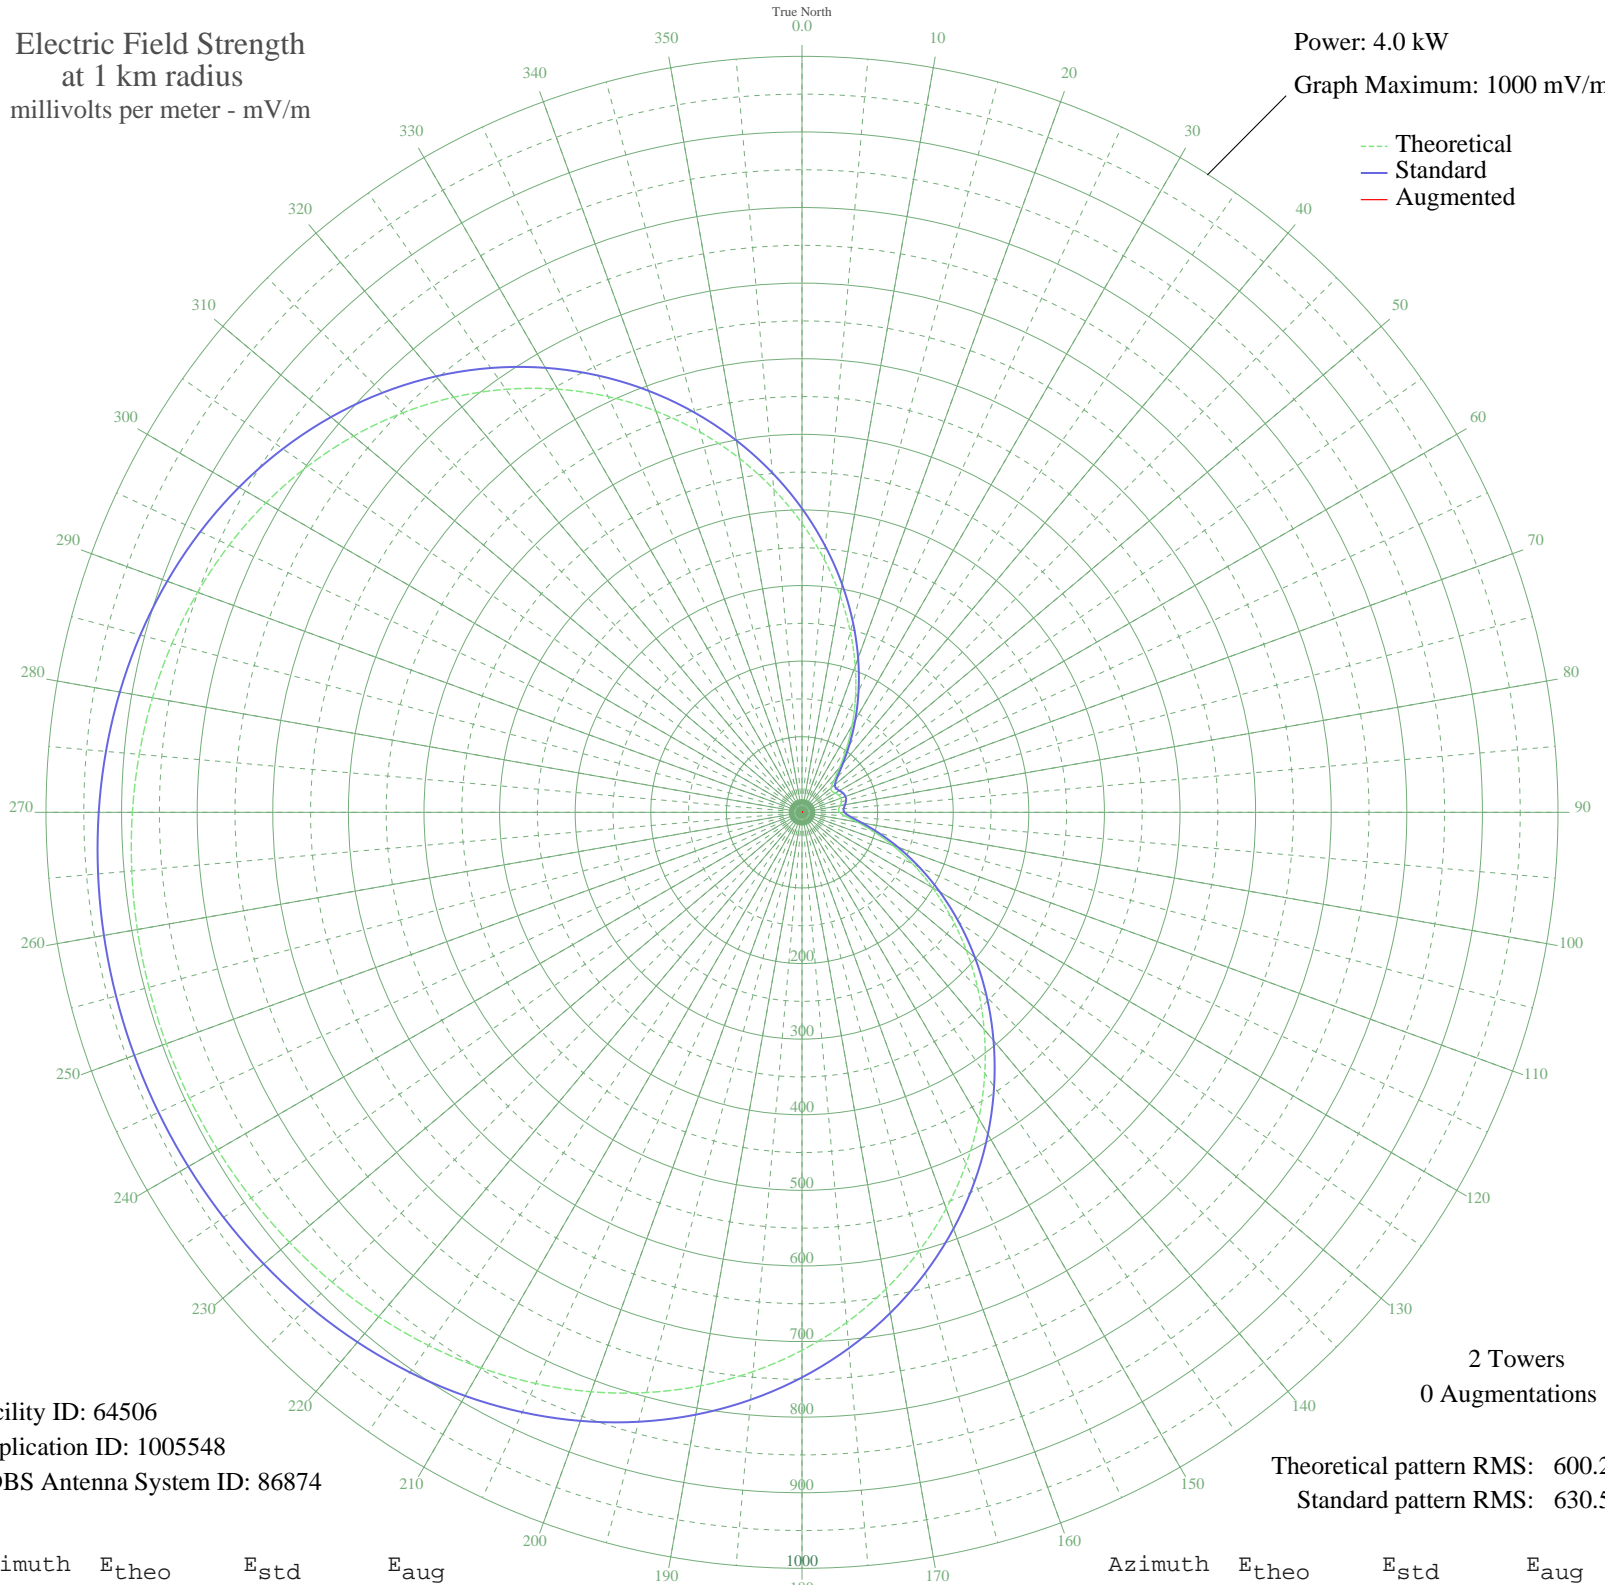 True North
0.0
Electric Field Strength
at 1 km radius
millivolts per meter - mV/m
Power: 4.0 kW
Graph Maximum: 1000 mV/m
Theoretical
Standard
Augmented
10
20
30
40
50
60
70
80
90
100
110
120
130
140
150
160
170
190
200
210
220
230
240
250
260
270
280
290
300
310
320
330
340
350
200
300
400
500
600
700
800
900
1000
2 Towers
0 Augmentations
cility ID: 64506
plication ID: 1005548
DBS Antenna System ID: 86874
Theoretical pattern RMS: 600.2
Standard pattern RMS: 630.5
imuth Etheo Estd Eaug
Azimuth Etheo Estd Eaug